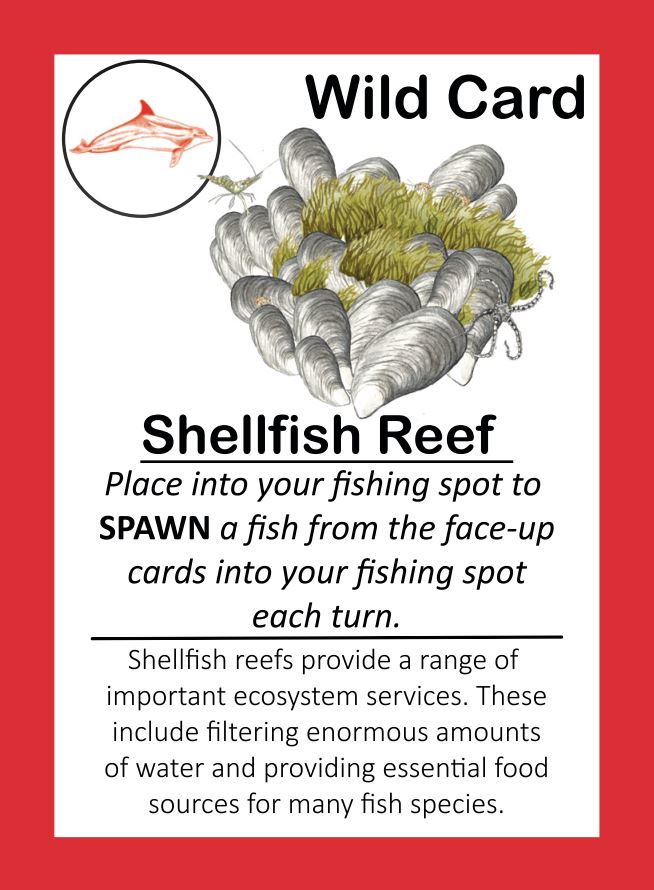 Wild Card
Shellfish Reef
Place into your fishing spot to
SPAWN a fish from the face-up
cards into your fishing spot
each turn.
Shellfish reefs provide a range of
important ecosystem services. These
include filtering enormous amounts
of water and providing essential food
sources for many fish species.